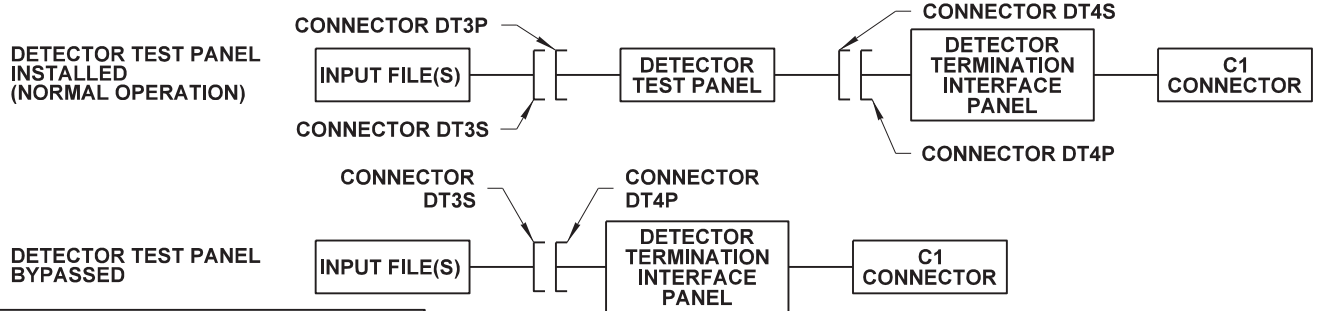 CONNECTOR DT3P
CONNECTOR DT4S
DETECTOR TEST PANEL
INSTALLED
(NORMAL OPERATION)
INPUT FILE(S)
DETECTOR
TEST PANEL
DETECTOR
TERMINATION
INTERFACE
PANEL
C1
CONNECTOR
CONNECTOR DT3S
CONNECTOR DT4P
CONNECTOR
DT3S
CONNECTOR
DT4P
DETECTOR TEST PANEL
BYPASSED
INPUT FILE(S)
DETECTOR
TERMINATION
INTERFACE
PANEL
C1
CONNECTOR